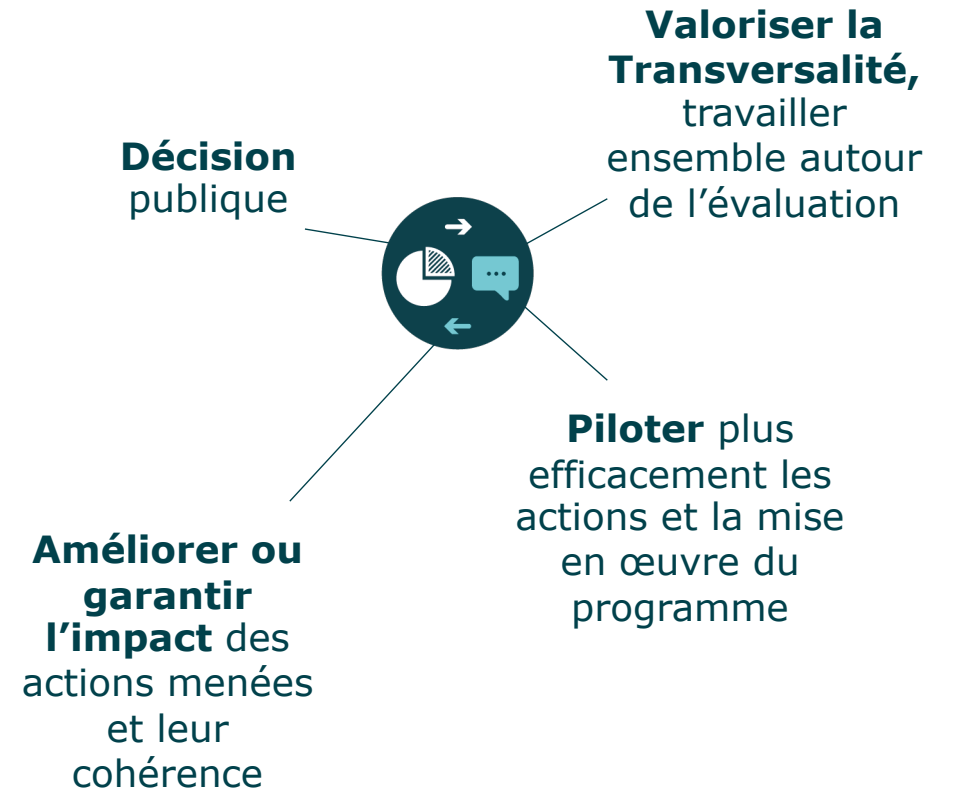 Décision
publique
Valoriser la
Transversalité,
travailler
ensemble autour
de l’évaluation
Améliorer ou
garantir
l’impact des
actions menées
et leur
cohérence
Piloter plus
efficacement les
actions et la mise
en œuvre du
programme